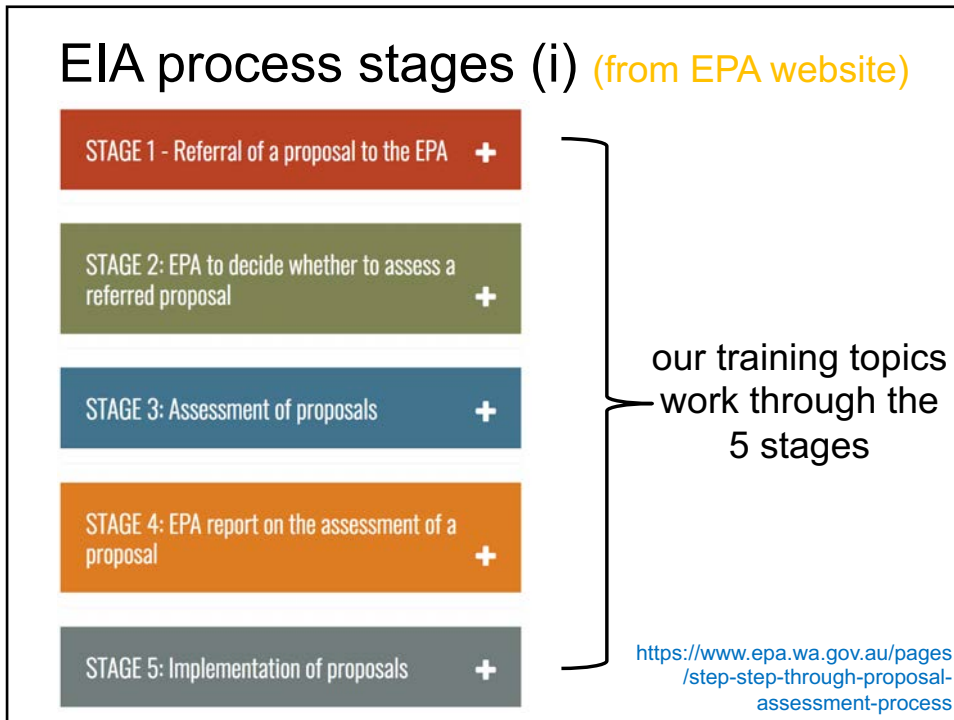 EIA process stages (i) (from EPA website)
STAGE 1 - Referral of a proposal to the EPA +
STAGE 2: EPA to decide whether to assess a
referred proposal +
STAGE 3: Assessment of proposals +
STAGE 4: EPA report on the assessment of a
proposal +
STAGE 5: Implementation of proposals +
our training topics
work through the
5 stages
https://www.epa.wa.gov.au/pages
/step-step-through-proposal-
assessment-process